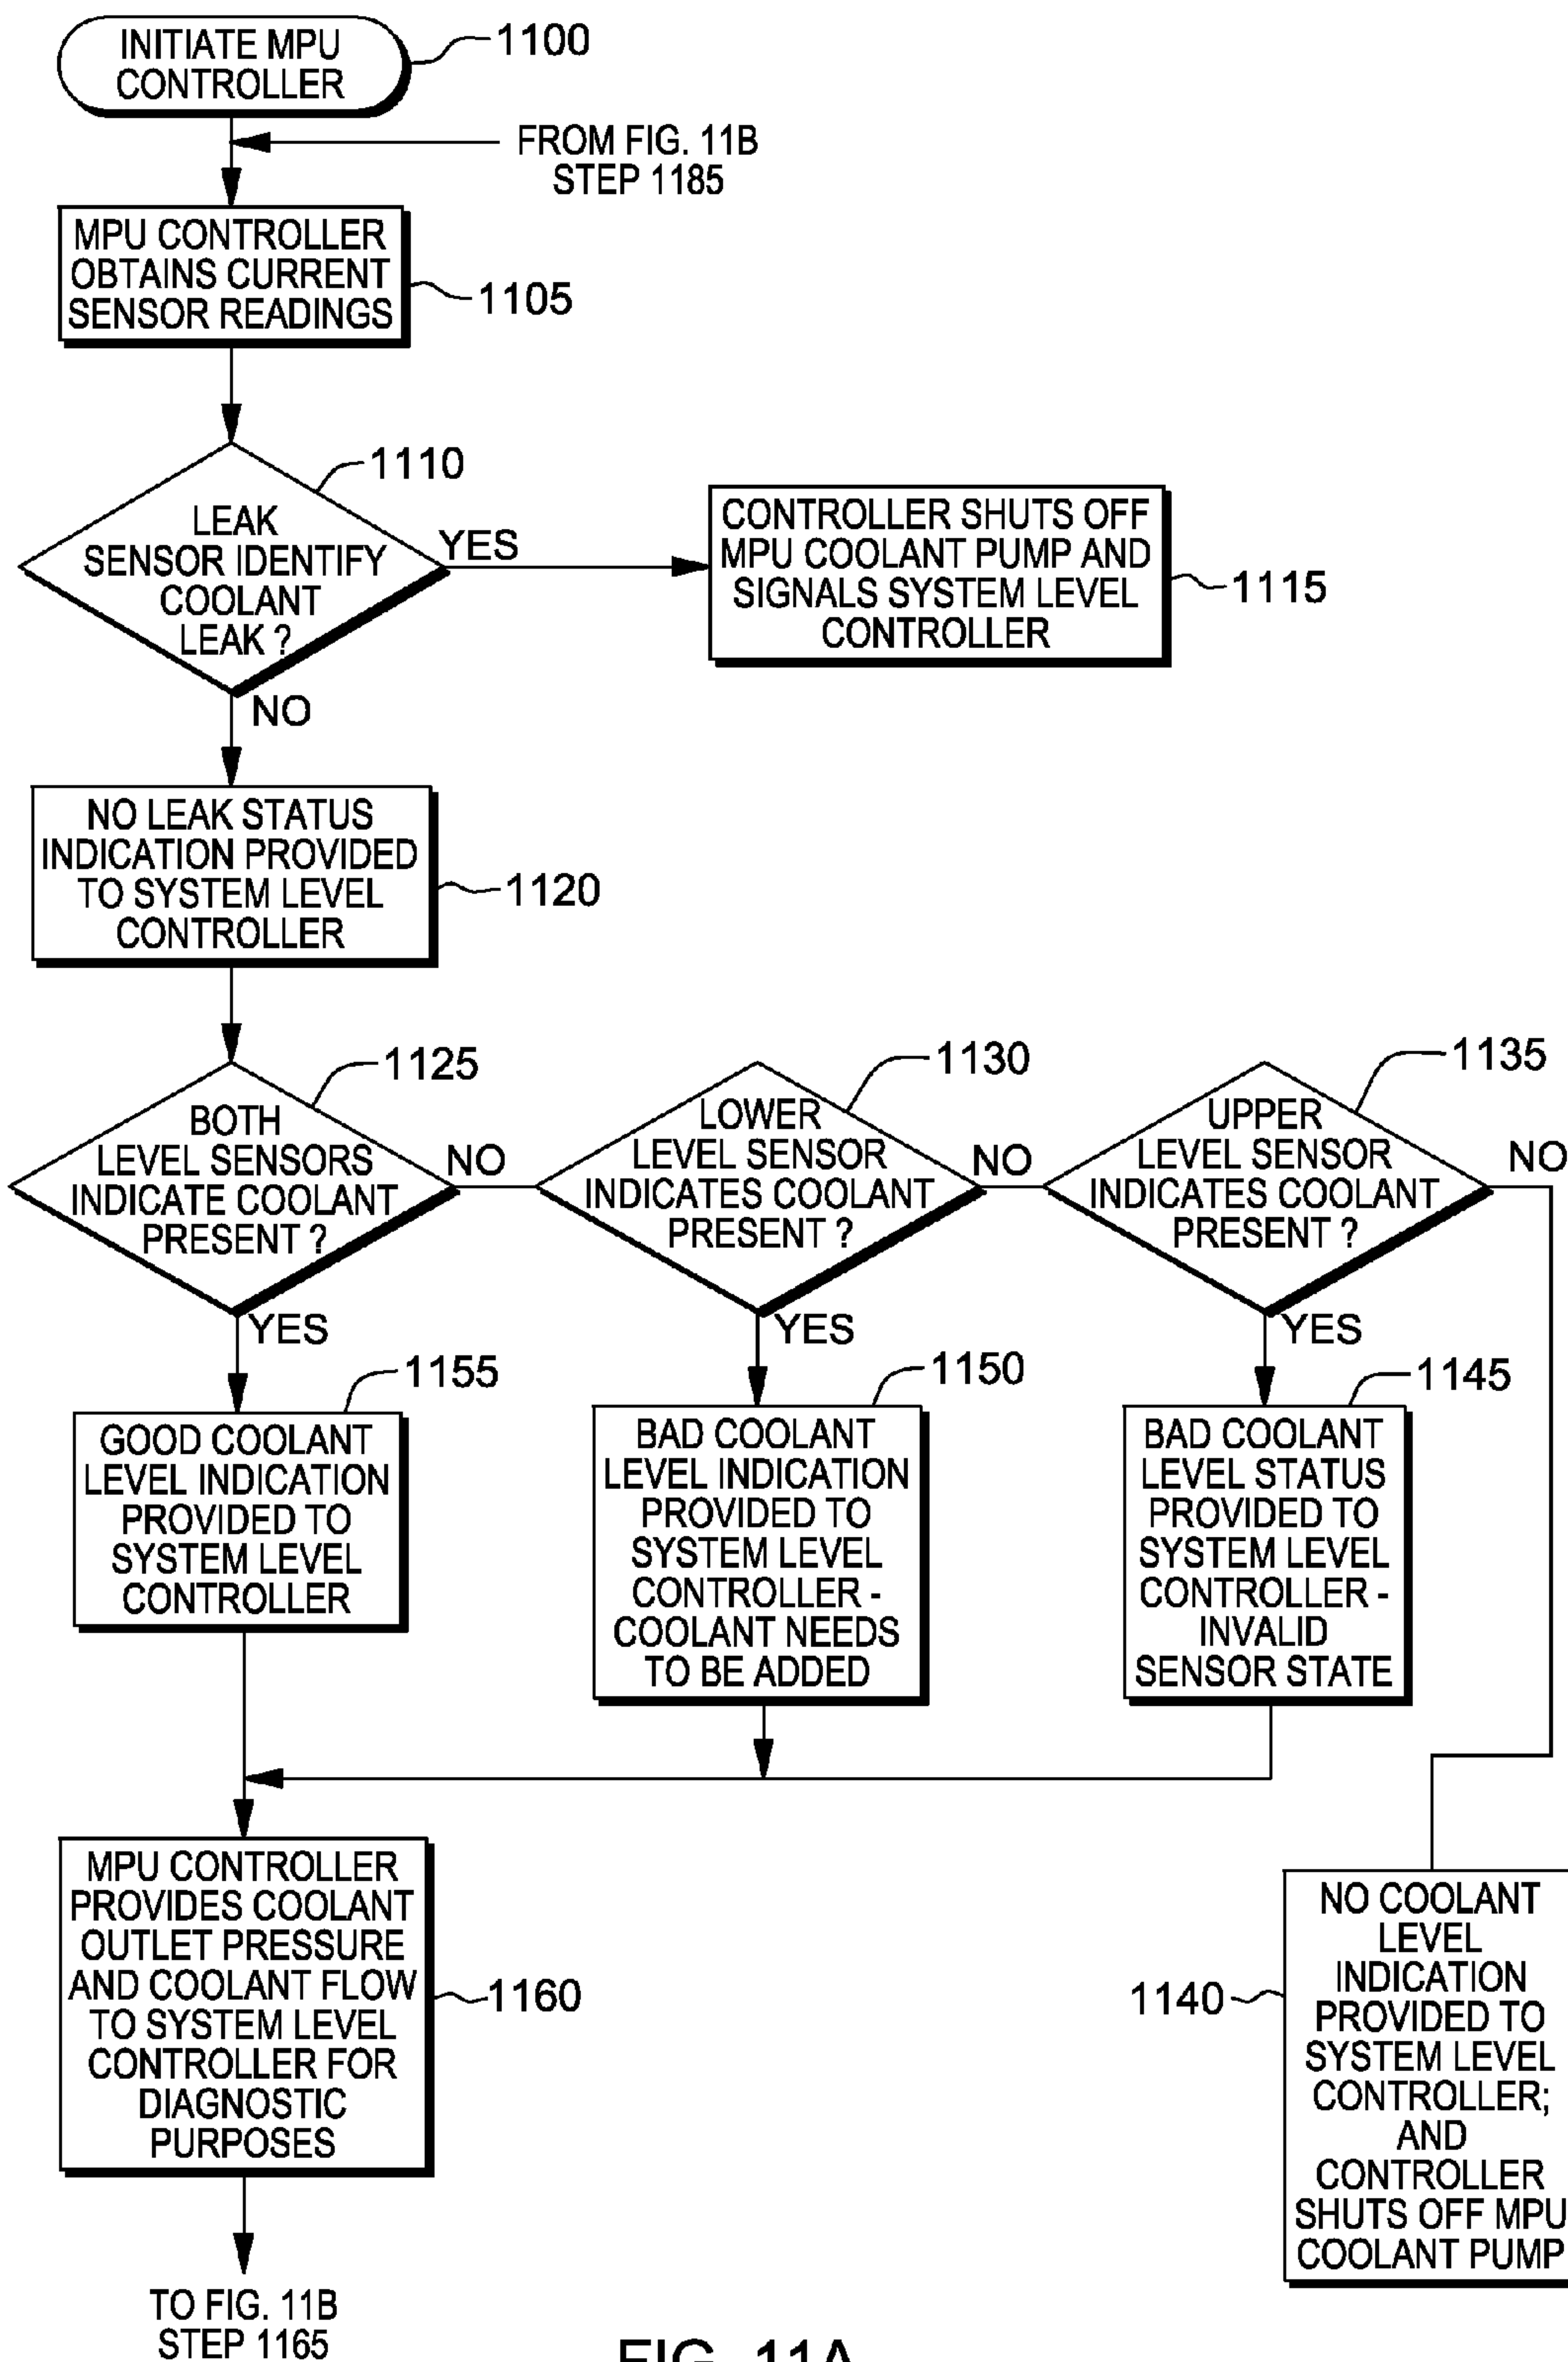 INITIATE MPU
CONTROLLER
1100
FROM FIG. 11B
STEP 1185
MPU CONTROLLER
OBTAINS CURRENT
SENSOR READINGS
1105
1110
LEAK
SENSOR IDENTIFY
COOLANT
LEAK ?
YES
CONTROLLER SHUTS OFF
MPU COOLANT PUMP AND
SIGNALS SYSTEM LEVEL
CONTROLLER
1115
NO
NO LEAK STATUS
INDICATION PROVIDED
TO SYSTEM LEVEL
CONTROLLER
1120
1125
BOTH
LEVEL SENSORS
INDICATE COOLANT
PRESENT ?
NO
YES
1130
LOWER
LEVEL SENSOR
INDICATES COOLANT
PRESENT ?
NO
YES
1135
UPPER
LEVEL SENSOR
INDICATES COOLANT
PRESENT ?
NO
YES
1155
GOOD COOLANT
LEVEL INDICATION
PROVIDED TO
SYSTEM LEVEL
CONTROLLER
1150
BAD COOLANT
LEVEL INDICATION
PROVIDED TO
SYSTEM LEVEL
CONTROLLER -
COOLANT NEEDS
TO BE ADDED
1145
BAD COOLANT
LEVEL STATUS
PROVIDED TO
SYSTEM LEVEL
CONTROLLER -
INVALID
SENSOR STATE
MPU CONTROLLER
PROVIDES COOLANT
OUTLET PRESSURE
AND COOLANT FLOW
TO SYSTEM LEVEL
CONTROLLER FOR
DIAGNOSTIC
PURPOSES
1160
1140
NO COOLANT
LEVEL
INDICATION
PROVIDED TO
SYSTEM LEVEL
CONTROLLER;
AND
CONTROLLER
SHUTS OFF MPU
COOLANT PUMP
TO FIG. 11B
STEP 1165
FIG. 11A